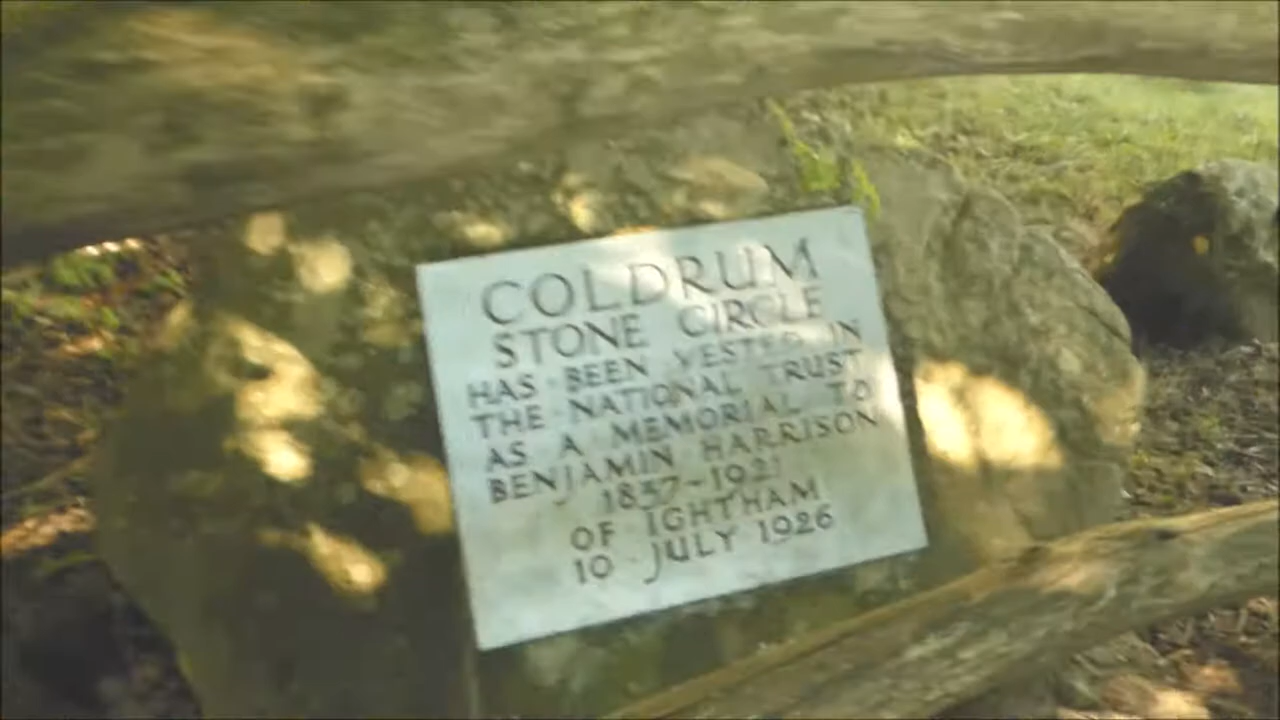 COLDRUM
STONE CIRCLE
HAS BEEN VESTED IN
THE NATIONAL TRUST
AS A MEMORIAL TO
BENJAMIN HARRISON
1837-1921
OF IGHTHAM
10 JULY 1926